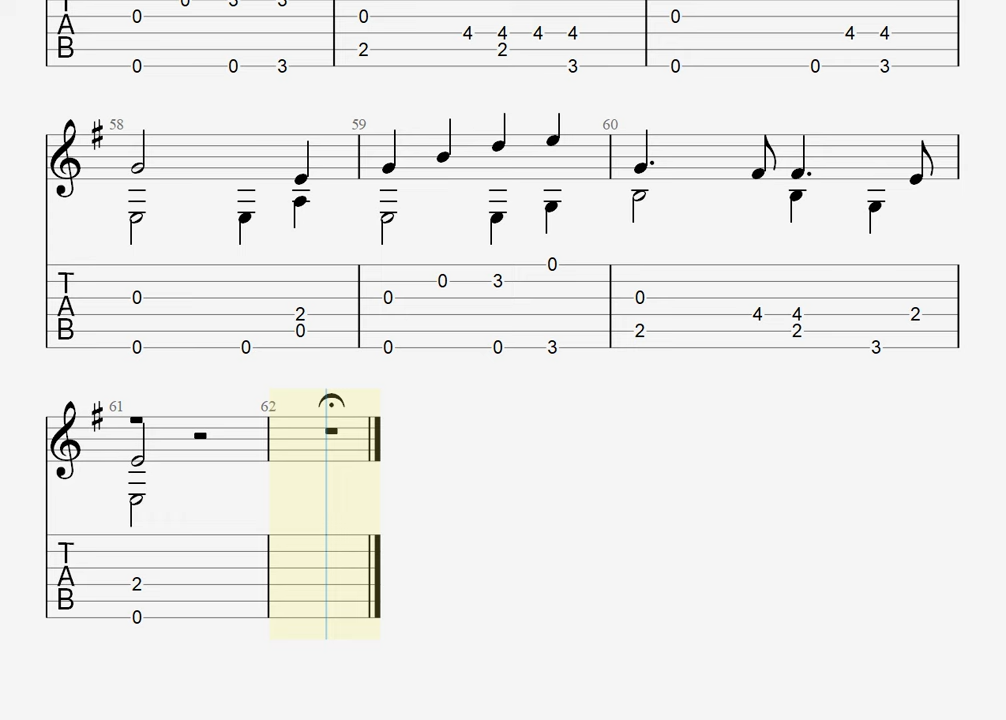 0 3 3
0 0
A 4 4 4 4 4 4
B 2 2
0 0 3 3 0 0 3
58 59 60
0 3
T 0 3
A 0 0 0
2 4 4 2
B 0 2 2
0 0 0 0 3 3
61 62
T
A 2
B
0